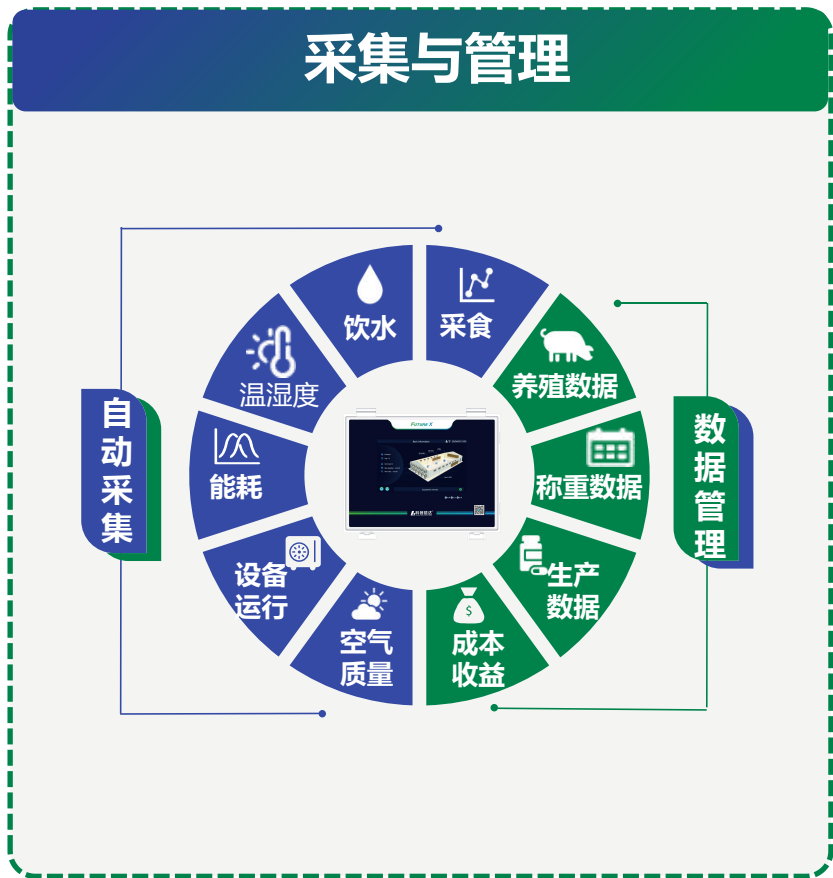 采集与管理
饮水
采食
温湿度
养殖数据
自动采集
数据管理
能耗
称重数据
Future X
设备
运行
生产
数据
空气
质量
成本
收益